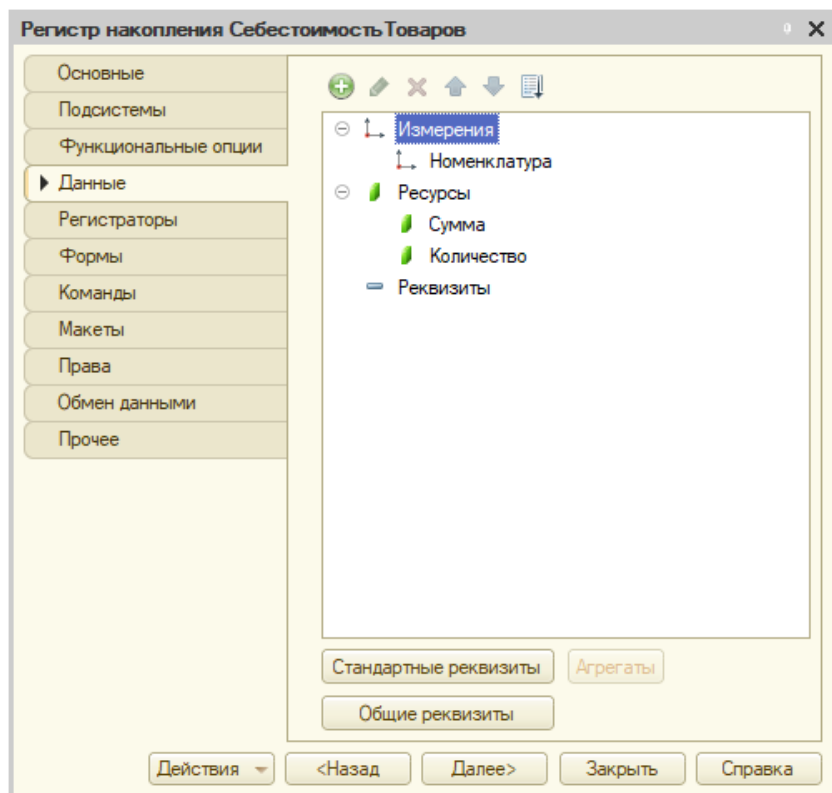 Регистр накопления СебестоимостьТоваров
Основные
Подсистемы
Функциональные опции
Данные
Регистраторы
Формы
Команды
Макеты
Права
Обмен данными
Прочее
Измерения
Номенклатура
Ресурсы
Сумма
Количество
Реквизиты
Стандартные реквизиты
Агрегаты
Общие реквизиты
Действия
<Назад
Далее>
Закрыть
Справка